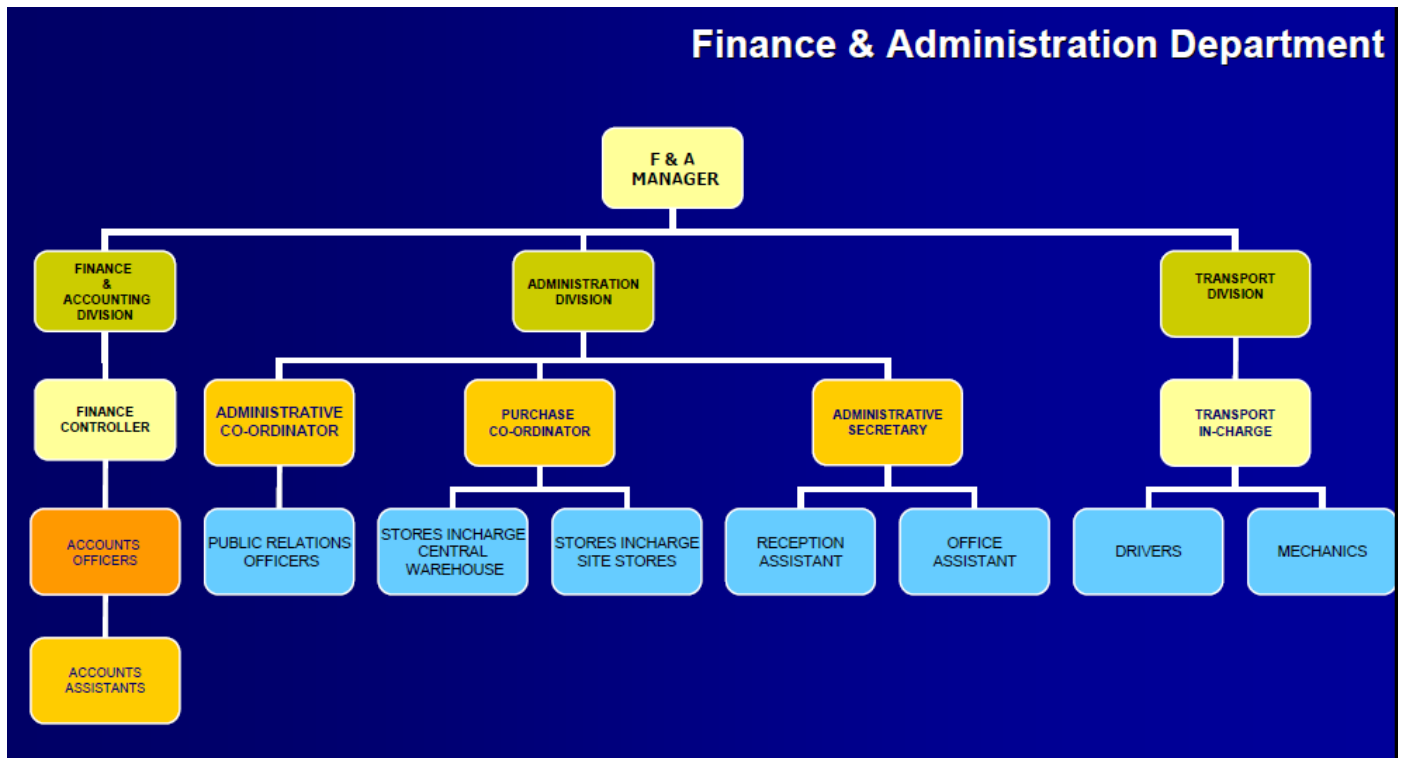 Finance & Administration Department
F & A
MANAGER
FINANCE
&
ACCOUNTING
DIVISION
ADMINISTRATION
DIVISION
TRANSPORT
DIVISION
FINANCE
CONTROLLER
ADMINISTRATIVE
CO-ORDINATOR
PURCHASE
CO-ORDINATOR
ADMINISTRATIVE
SECRETARY
TRANSPORT
IN-CHARGE
ACCOUNTS
OFFICERS
PUBLIC RELATIONS
OFFICERS
STORES INCHARGE
CENTRAL
WAREHOUSE
STORES INCHARGE
SITE STORES
RECEPTION
ASSISTANT
OFFICE
ASSISTANT
DRIVERS
MECHANICS
ACCOUNTS
ASSISTANTS